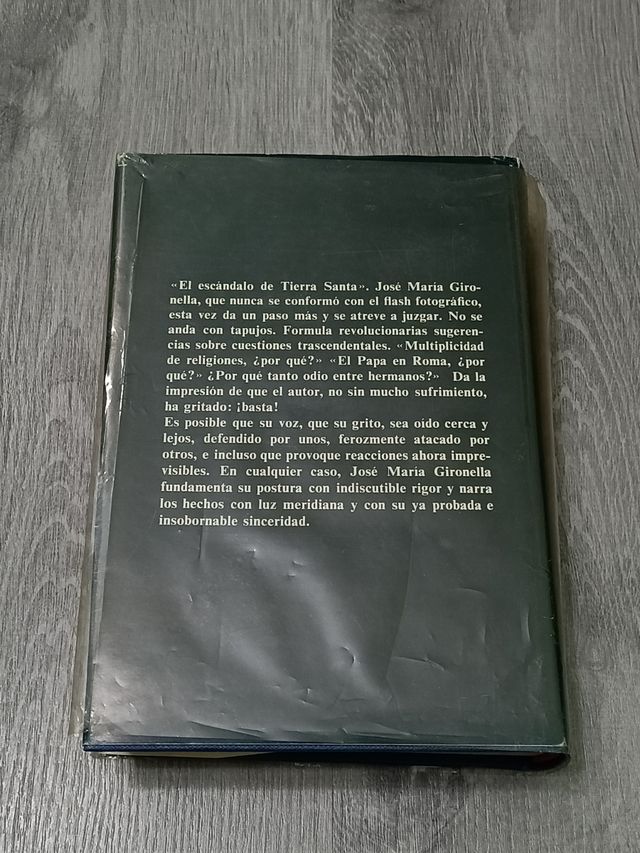 «El escándalo de Tierra Santa». José María Giro-
nella, que nunca se conformó con el flash fotográfico,
esta vez da un paso más y se atreve a juzgar. No se
anda con tapujos. Formula revolucionarias sugeren-
cias sobre cuestiones trascendentales. «Multiplicidad
de religiones, ¿por qué?» «El Papa en Roma, ¿por
qué?» ¿Por qué tanto odio entre hermanos?» Da la
impresión de que el autor, no sin mucho sufrimiento,
ha gritado: ¡basta!
Es posible que su voz, que su grito, sea oído cerca y
lejos, defendido por unos, ferozmente atacado por
otros, e incluso que provoque reacciones ahora impre-
visibles. En cualquier caso, José María Gironella
fundamenta su postura con indiscutible rigor y narra
los hechos con luz meridiana y con su ya probada e
insobornable sinceridad.